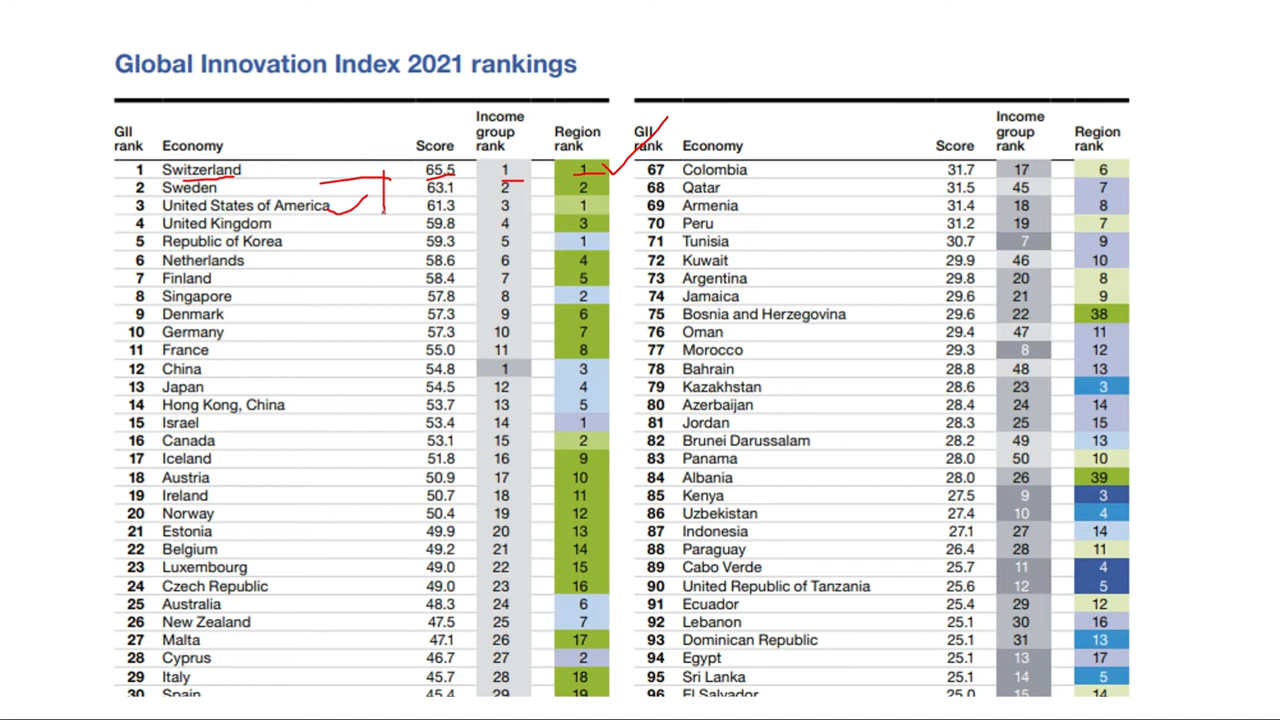 Global Innovation Index 2021 rankings
GII rank Economy Score Income group rank Region rank
1 Switzerland 65.5 1 1
2 Sweden 63.1 2 2
3 United States of America 61.3 3 1
4 United Kingdom 59.8 4 3
5 Republic of Korea 59.3 5 1
6 Netherlands 58.6 6 4
7 Finland 58.4 7 5
8 Singapore 57.8 8 2
9 Denmark 57.3 9 6
10 Germany 57.3 10 7
11 France 55.0 11 8
12 China 54.8 1 3
13 Japan 54.5 12 4
14 Hong Kong, China 53.7 13 5
15 Israel 53.4 14 1
16 Canada 53.1 15 2
17 Iceland 51.8 16 9
18 Austria 50.9 17 10
19 Ireland 50.7 18 11
20 Norway 50.4 19 12
21 Estonia 49.9 20 13
22 Belgium 49.2 21 14
23 Luxembourg 49.0 22 15
24 Czech Republic 49.0 23 16
25 Australia 48.3 24 6
26 New Zealand 47.5 25 7
27 Malta 47.1 26 17
28 Cyprus 46.7 27 2
29 Italy 45.7 28 18
30 Spain 45.4 29 19
GII rank Economy Score Income group rank Region rank
67 Colombia 31.7 17 6
68 Qatar 31.5 45 7
69 Armenia 31.4 18 8
70 Peru 31.2 19 7
71 Tunisia 30.7 7 9
72 Kuwait 29.9 46 10
73 Argentina 29.8 20 8
74 Jamaica 29.6 21 9
75 Bosnia and Herzegovina 29.6 22 38
76 Oman 29.4 47 11
77 Morocco 29.3 8 12
78 Bahrain 28.8 48 13
79 Kazakhstan 28.6 23 3
80 Azerbaijan 28.4 24 14
81 Jordan 28.3 25 15
82 Brunei Darussalam 28.2 49 13
83 Panama 28.0 50 10
84 Albania 28.0 26 39
85 Kenya 27.5 9 3
86 Uzbekistan 27.4 10 4
87 Indonesia 27.1 27 14
88 Paraguay 26.4 28 11
89 Cabo Verde 25.7 11 4
90 United Republic of Tanzania 25.6 12 5
91 Ecuador 25.4 29 12
92 Lebanon 25.1 30 16
93 Dominican Republic 25.1 31 13
94 Egypt 25.1 13 17
95 Sri Lanka 25.1 14 5
96 El Salvador 25.0 15 14